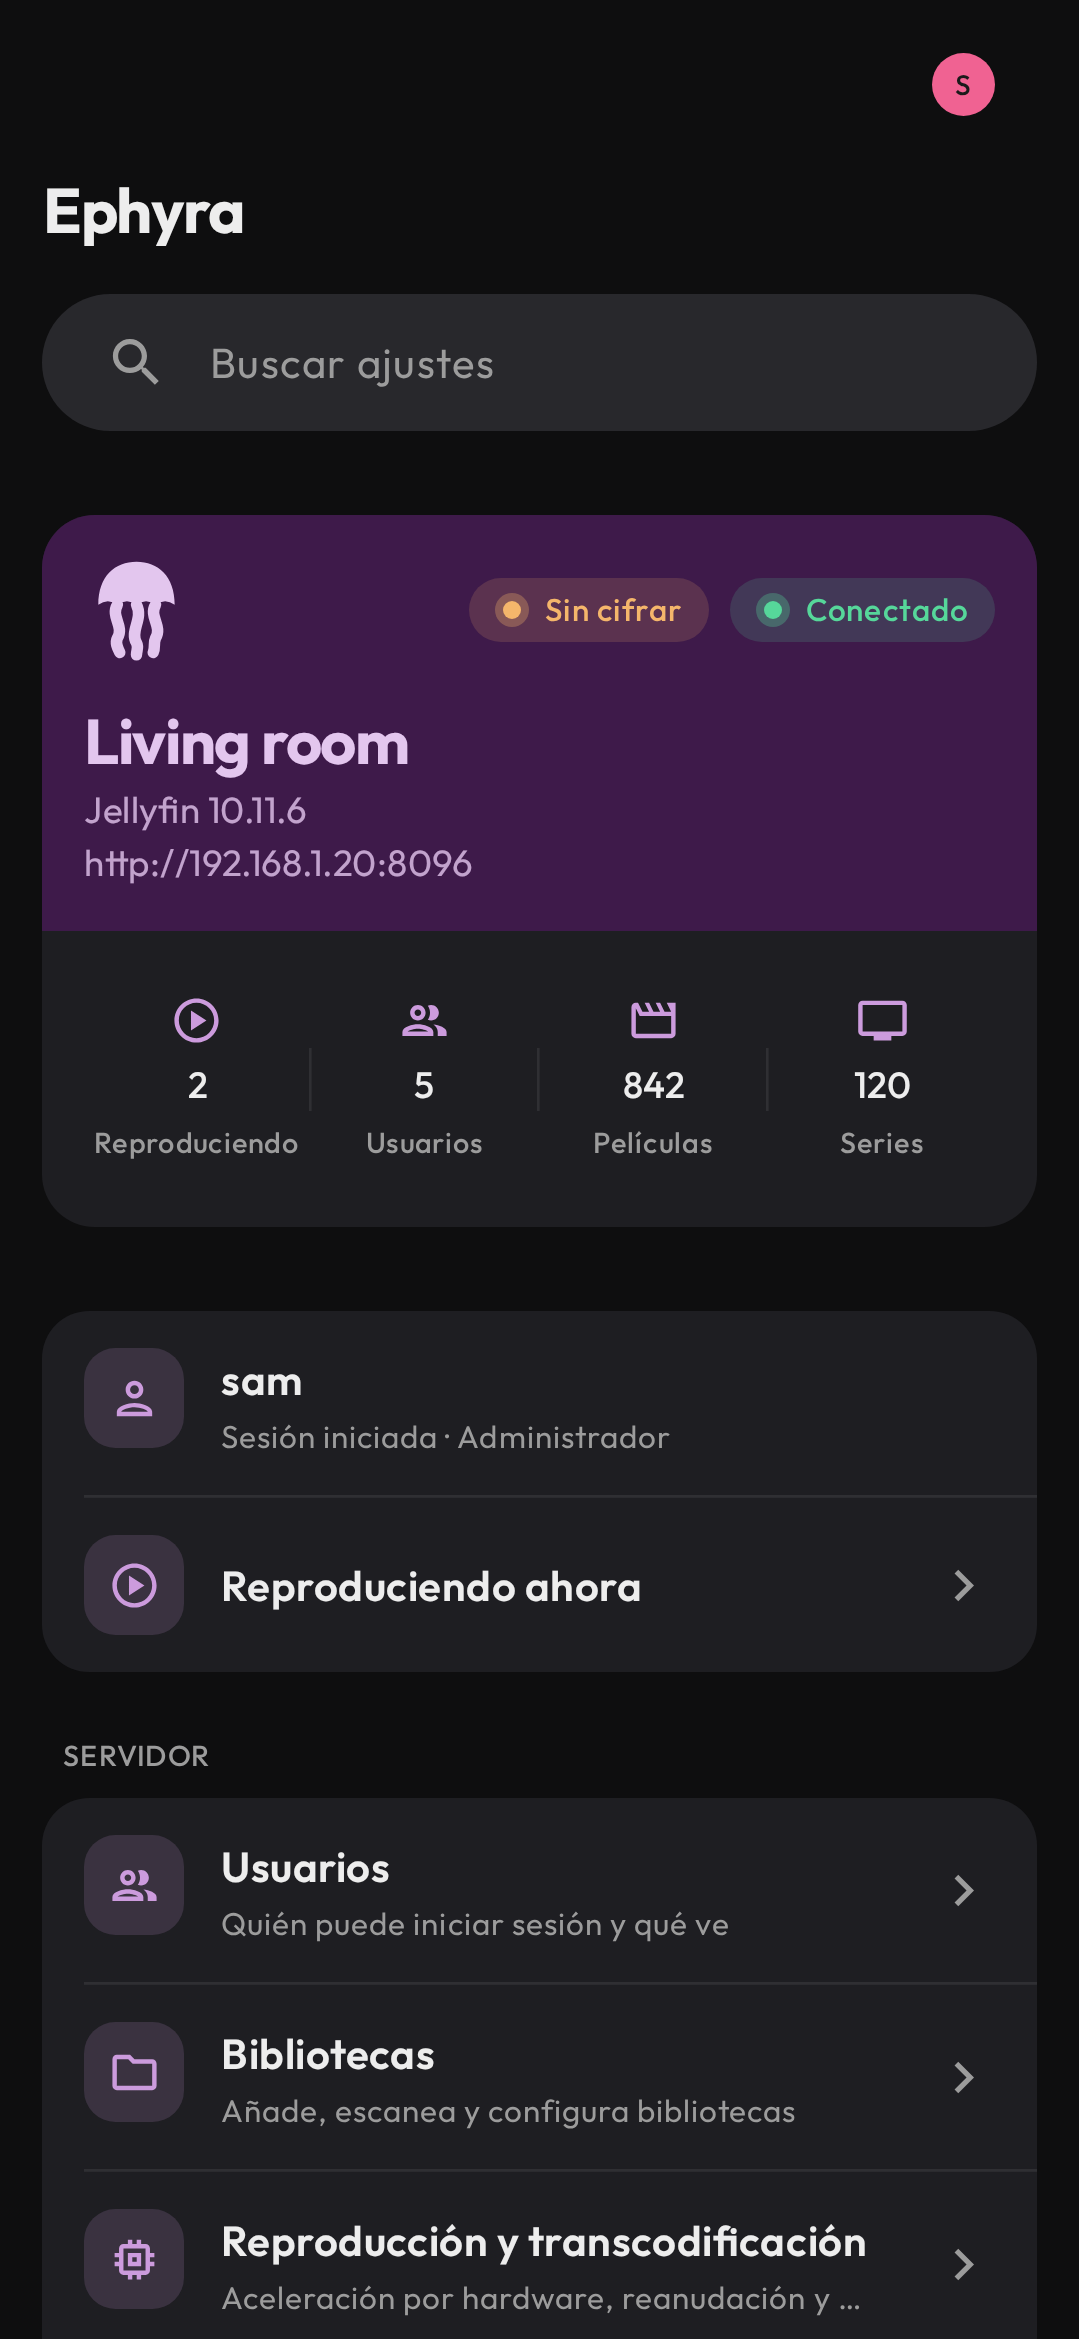 S
Ephyra
Buscar ajustes
Sin cifrar
Conectado
Living room
Jellyfin 10.11.6
http://192.168.1.20:8096
2
5
842
120
Reproduciendo
Usuarios
Películas
Series
sam
Sesión iniciada · Administrador
Reproduciendo ahora
SERVIDOR
Usuarios
Quién puede iniciar sesión y qué ve
Bibliotecas
Añade, escanea y configura bibliotecas
Reproducción y transcodificación
Aceleración por hardware, reanudación y ...